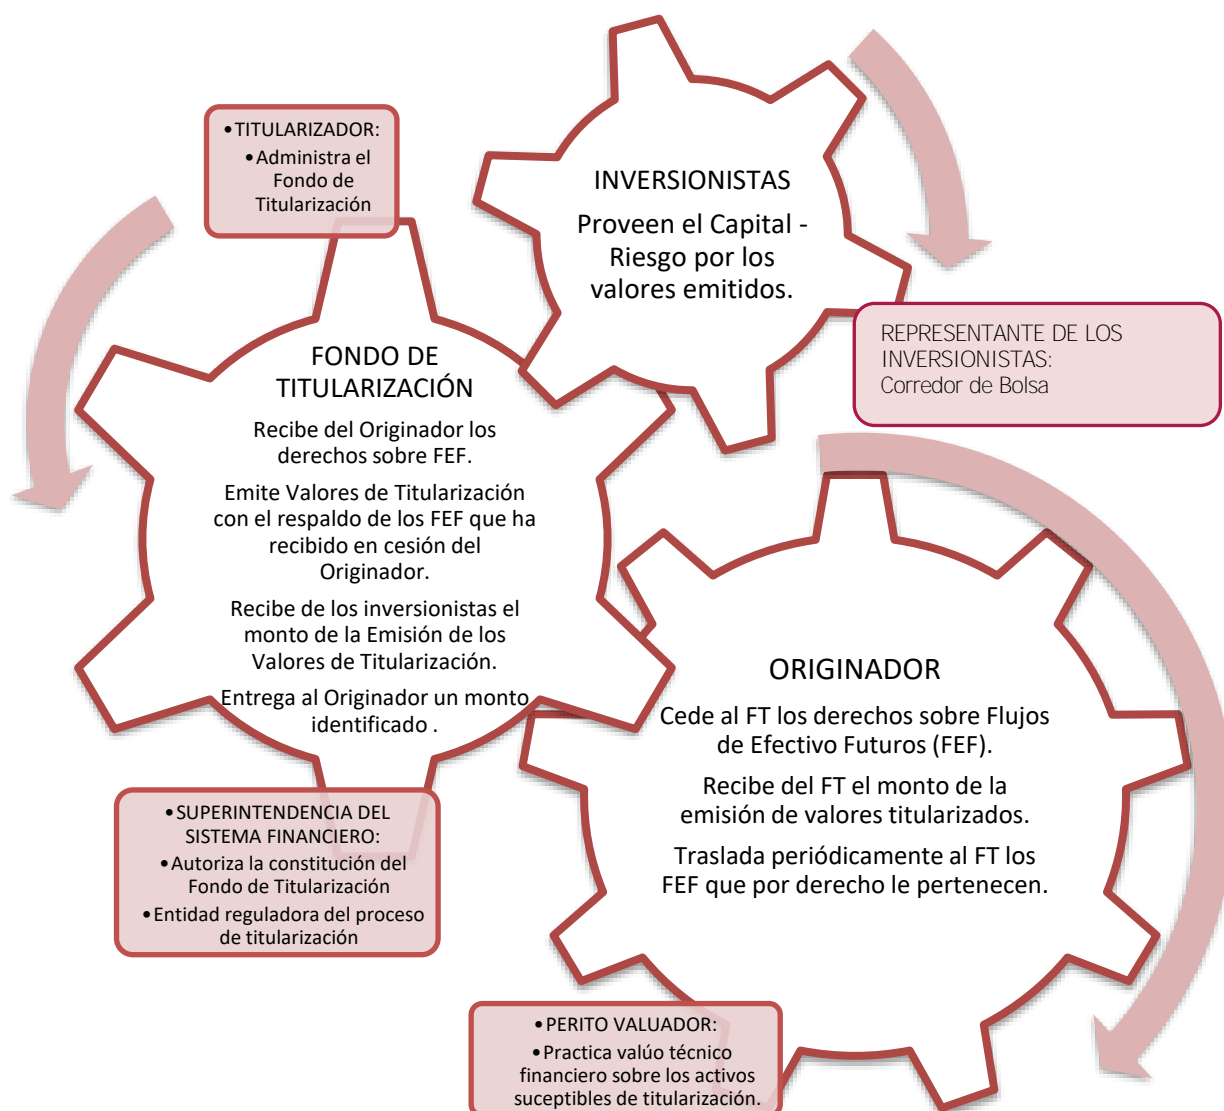 •TITULARIZADOR:
•Administra el
Fondo de
Titularización
INVERSIONISTAS
Proveen el Capital -
Riesgo por los
valores emitidos.
REPRESENTANTE DE LOS
INVERSIONISTAS:
Corredor de Bolsa
FONDO DE
TITULARIZACIÓN
Recibe del Originador los
derechos sobre FEF.
Emite Valores de Titularización
con el respaldo de los FEF que ha
recibido en cesión del
Originador.
Recibe de los inversionistas el
monto de la Emisión de los
Valores de Titularización.
Entrega al Originador un monto
identificado .
ORIGINADOR
Cede al FT los derechos sobre Flujos
de Efectivo Futuros (FEF).
Recibe del FT el monto de la
emisión de valores titularizados.
Traslada periódicamente al FT los
FEF que por derecho le pertenecen.
•SUPERINTENDENCIA DEL
SISTEMA FINANCIERO:
•Autoriza la constitución del
Fondo de Titularización
•Entidad reguladora del proceso
de titularización
•PERITO VALUADOR:
•Practica valúo técnico
financiero sobre los activos
suceptibles de titularización.